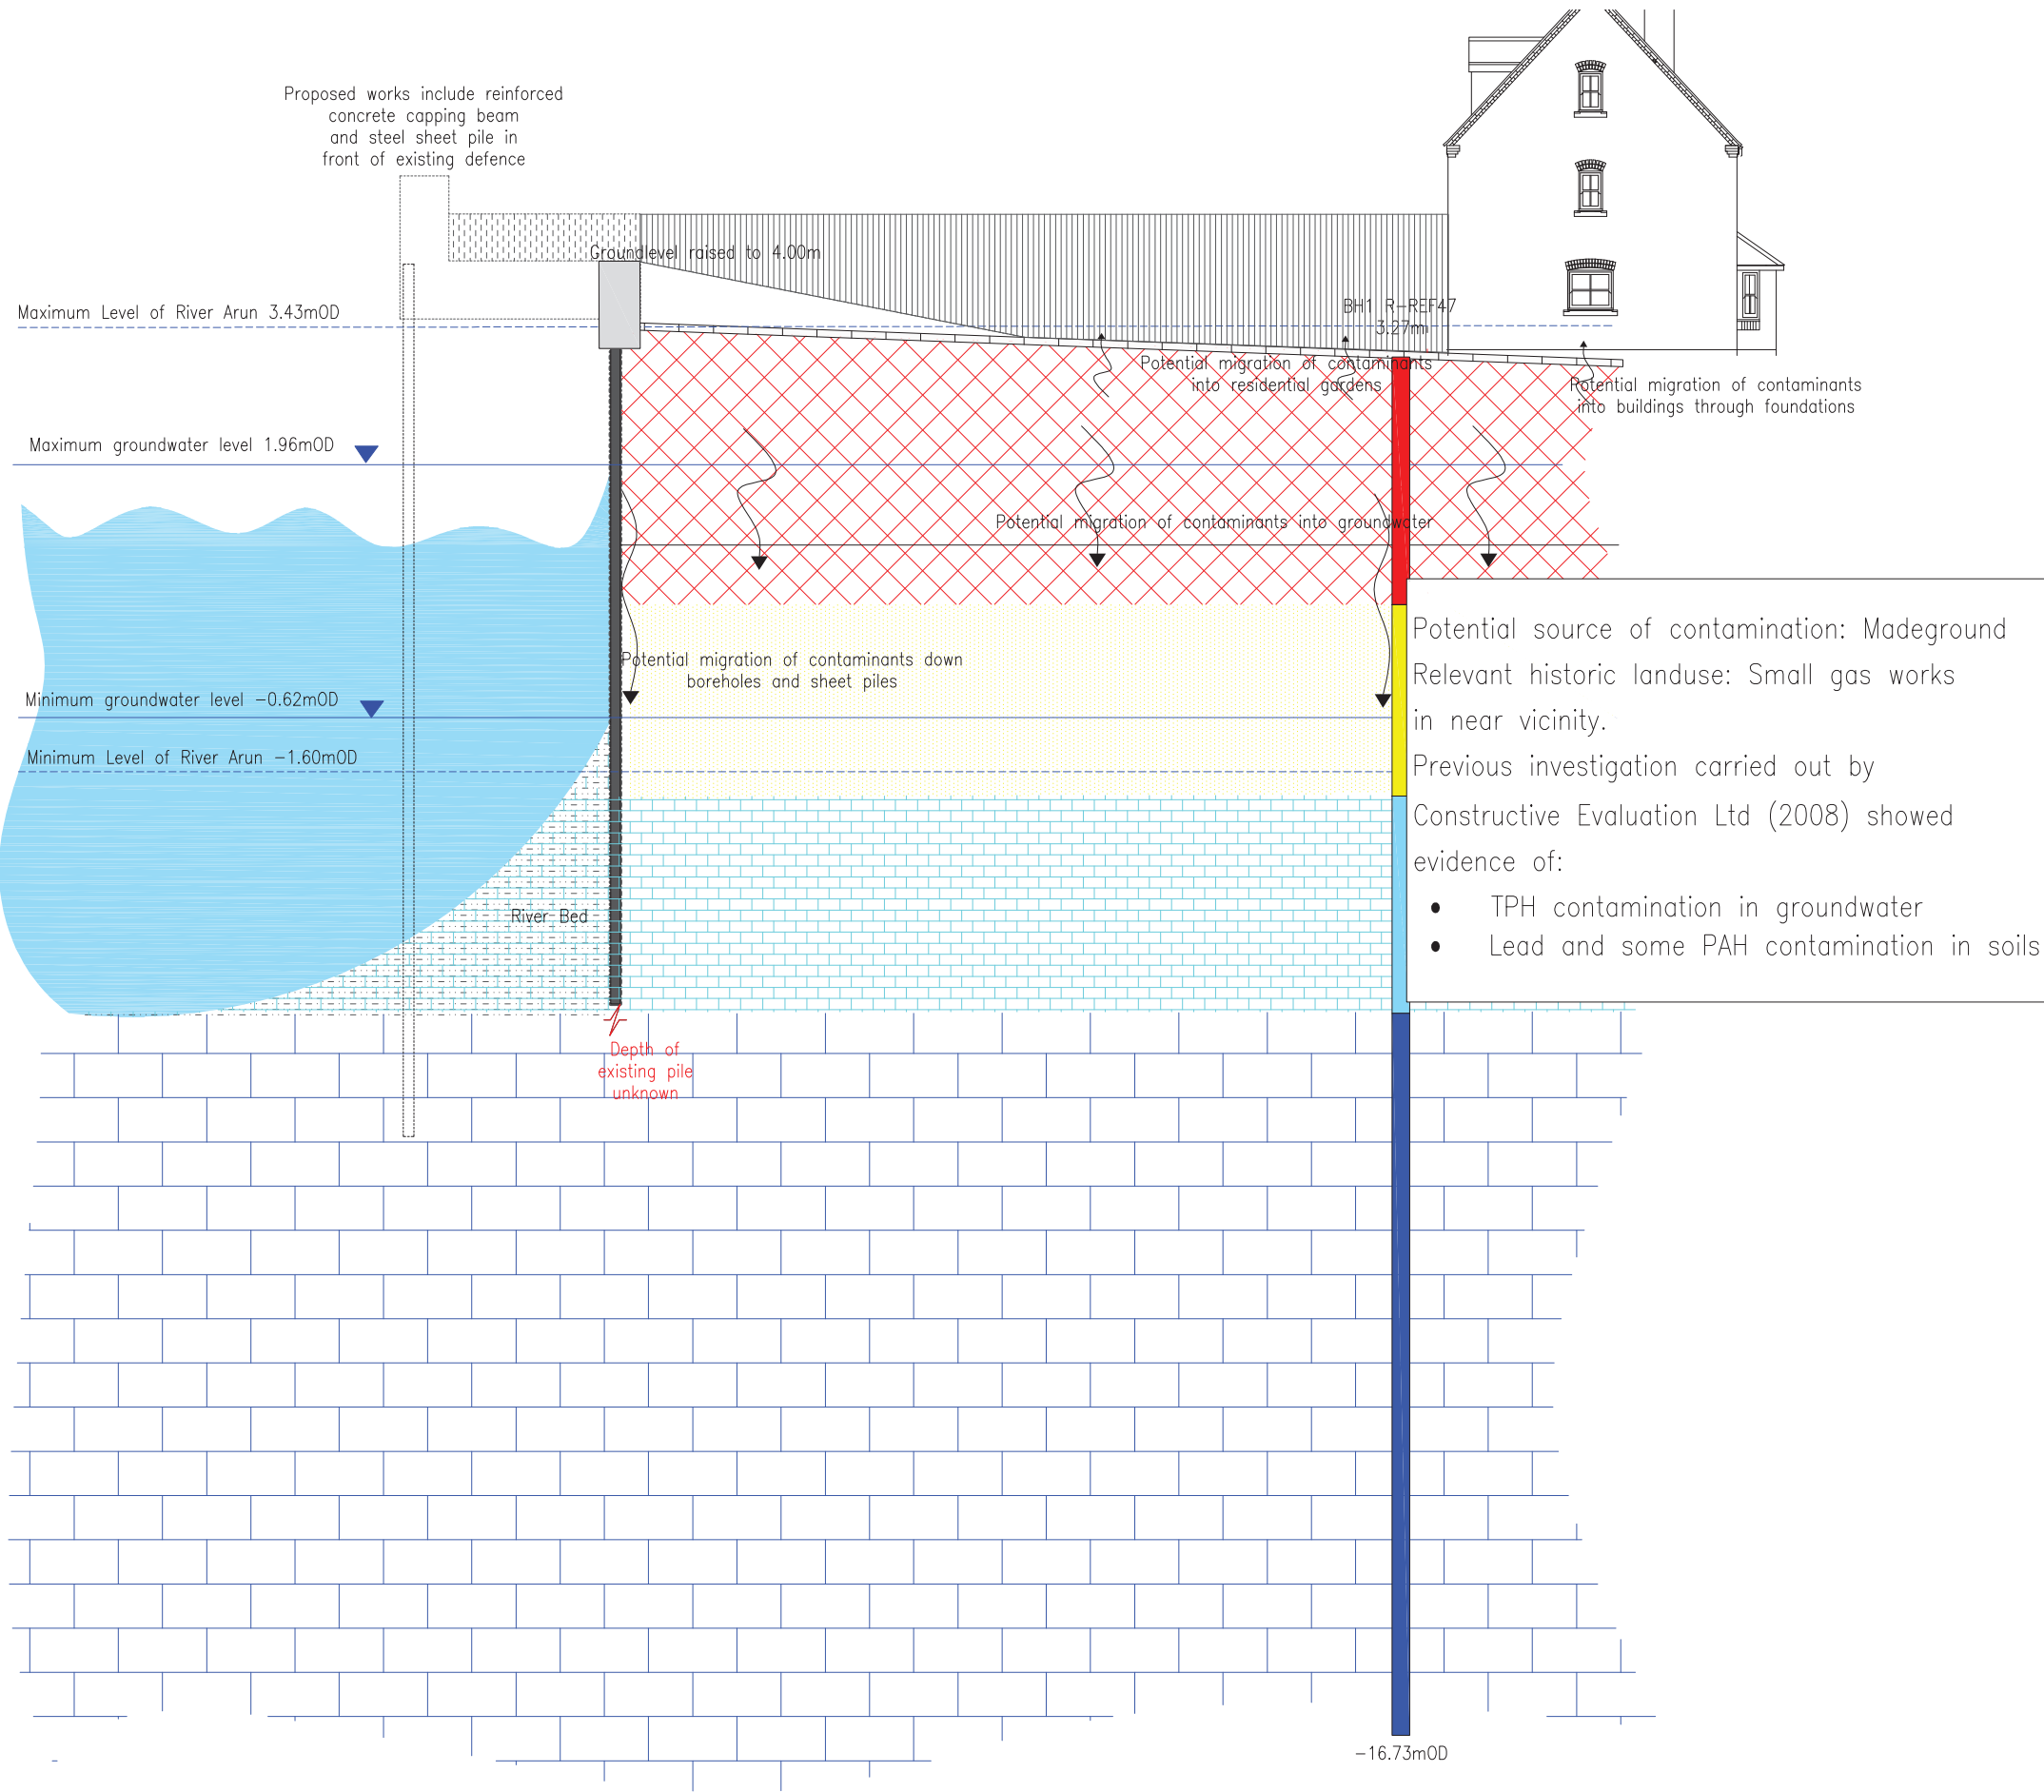 Proposed works include reinforced
concrete capping beam
and steel sheet pile in
front of existing defence
Groundlevel raised to 4.00m
Maximum Level of River Arun 3.43mOD
BH1 R-REF47
3.27m
Potential migration of contaminants
into residential gardens
Potential migration of contaminants
into buildings through foundations
Maximum groundwater level 1.96mOD
Potential migration of contaminants into groundwater
Potential migration of contaminants down
boreholes and sheet piles
Minimum groundwater level -0.62mOD
Minimum Level of River Arun -1.60mOD
Potential source of contamination: Madeground
Relevant historic landuse: Small gas works
in near vicinity.
Previous investigation carried out by
Constructive Evaluation Ltd (2008) showed
evidence of:
• TPH contamination in groundwater
• Lead and some PAH contamination in soils
River Bed
Depth of
existing pile
unknown
-16.73mOD